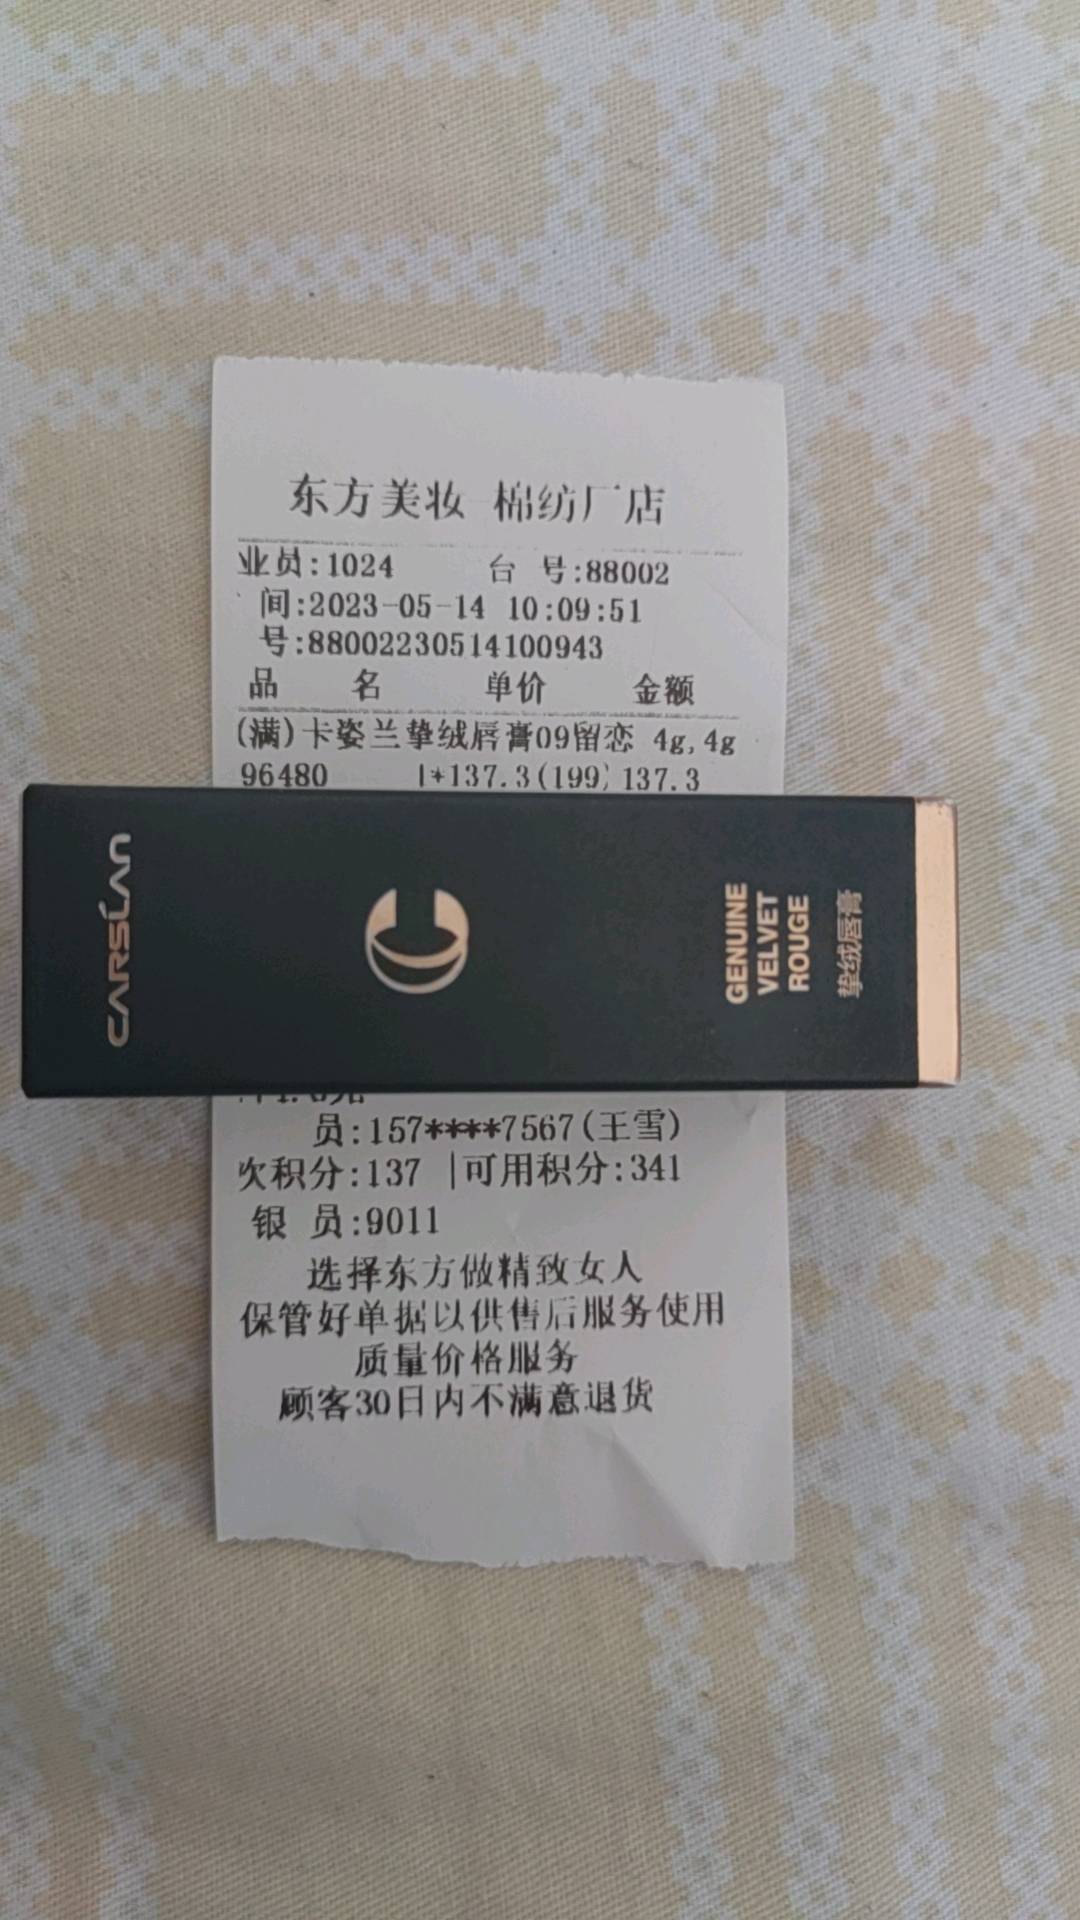 东方美妆 棉纺厂店
业员:1024 台 号:88002
间:2023-05-14 10:09:51
号:88002230514100943
品 名 单价 金额
(满)卡姿兰挚绒唇膏09留恋 4g,4g
96480 1*137.3(199) 137.3
CARSLAN
GENUINE
VELVET
ROUGE
挚绒唇膏
员:157****7567(王雪)
次积分:137 |可用积分:341
银 员:9011
选择东方做精致女人
保管好单据以供售后服务使用
质量价格服务
顾客30日内不满意退货